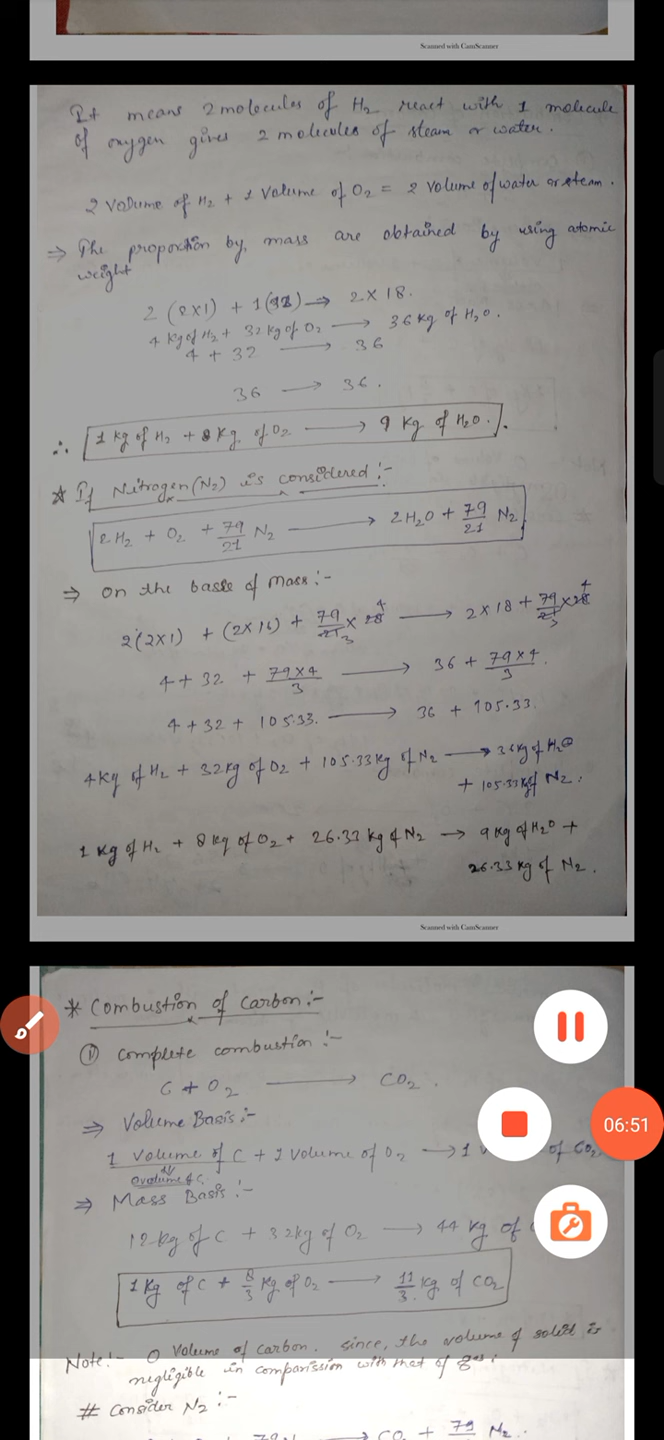 Scanned with CamScanner
It means 2 molecules of H₂ react with 1 molecule
of oxygen gives 2 molecules of steam or water.
2 Volume of H₂ + 1 Volume of O₂ = 2 Volume of water or steam.
⇒ The proportion by, mass are obtained by using atomic
weight
2 (2×1) + 1(32) → 2 × 18.
4 kg of H₂ + 32 kg of O₂ → 36 kg of H₂O.
4 + 32 → 36
36 → 36.
∴ 1 kg of H₂ + 8 kg. of O₂ → 9 kg of H₂O.
* If Nitrogen (N₂) is considered :-
2H₂ + O₂ + 79/21 N₂ → 2H₂O + 79/21 N₂
⇒ On the basse of Mass :-
2(2×1) + (2×16) + 79/21 3 × 28 4 → 2×18 + 79/21 3 × 28 4
4 + 32 + 79×4/3 → 36 + 79×4/3.
4 + 32 + 105.33. → 36 + 105.33.
4 Kg of H₂ + 32 kg of O₂ + 105.33 kg of N₂ → 36 kg of H₂O
+ 105.33 kg of N₂.
1 kg of H₂ + 8 kg of O₂ + 26.33 kg of N₂ → 9 kg of H₂O +
26.33 kg of N₂.
Scanned with CamScanner
* Combustion of Carbon :-
① Complete combustion :-
C + O₂ → CO₂.
⇒ Volume Basis :-
1 volume of C + 1 volume of O₂ → 1 of CO₂
0 volume of C
⇒ Mass Basis :-
12 kg of C + 32 kg of O₂ → 44 kg of
1 Kg of C + 8/3 kg of O₂ → 11/3 kg of CO₂
Note :- 0 Volume of carbon. since, the volume of solid is
negligible in comparission with that of gas.
# Consider N₂ :-
→ CO₂ + 79 N₂.
06:51